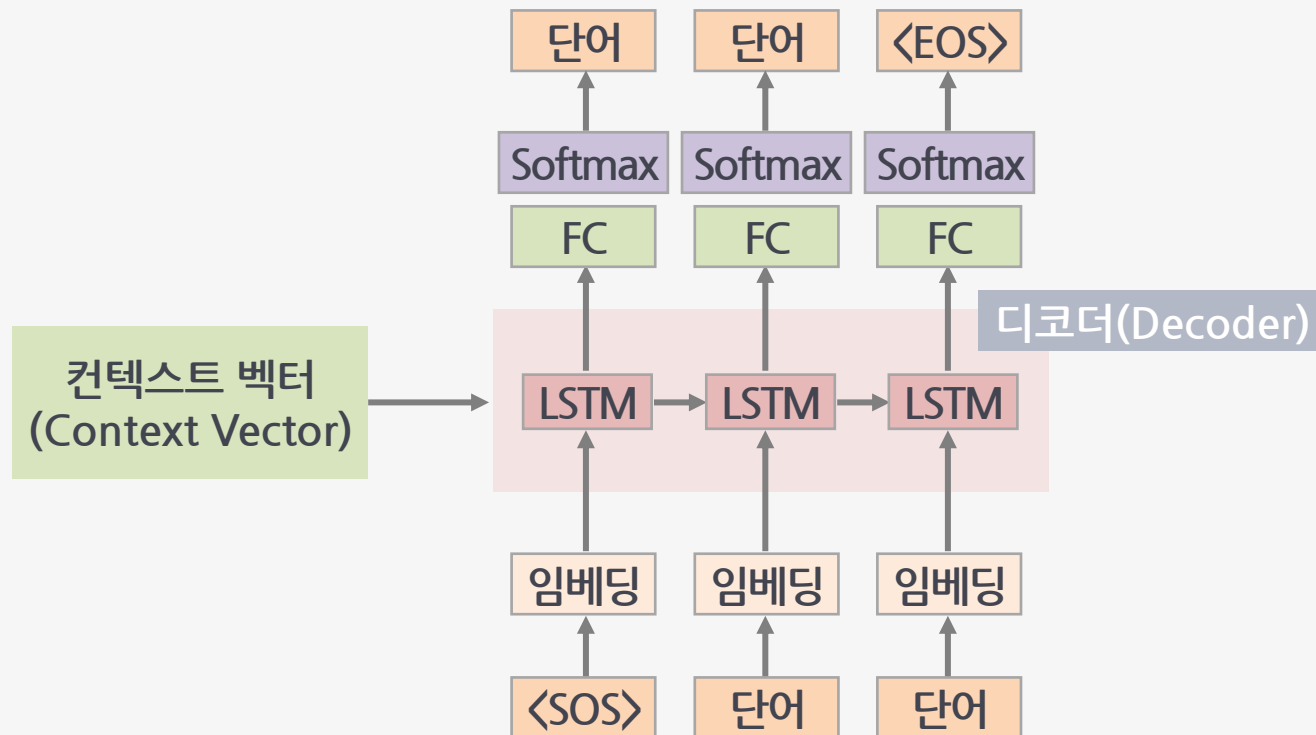 단어 단어 <EOS>
Softmax Softmax Softmax
FC FC FC
디코더(Decoder)
컨텍스트 벡터
(Context Vector)
LSTM LSTM LSTM
임베딩 임베딩 임베딩
<SOS> 단어 단어